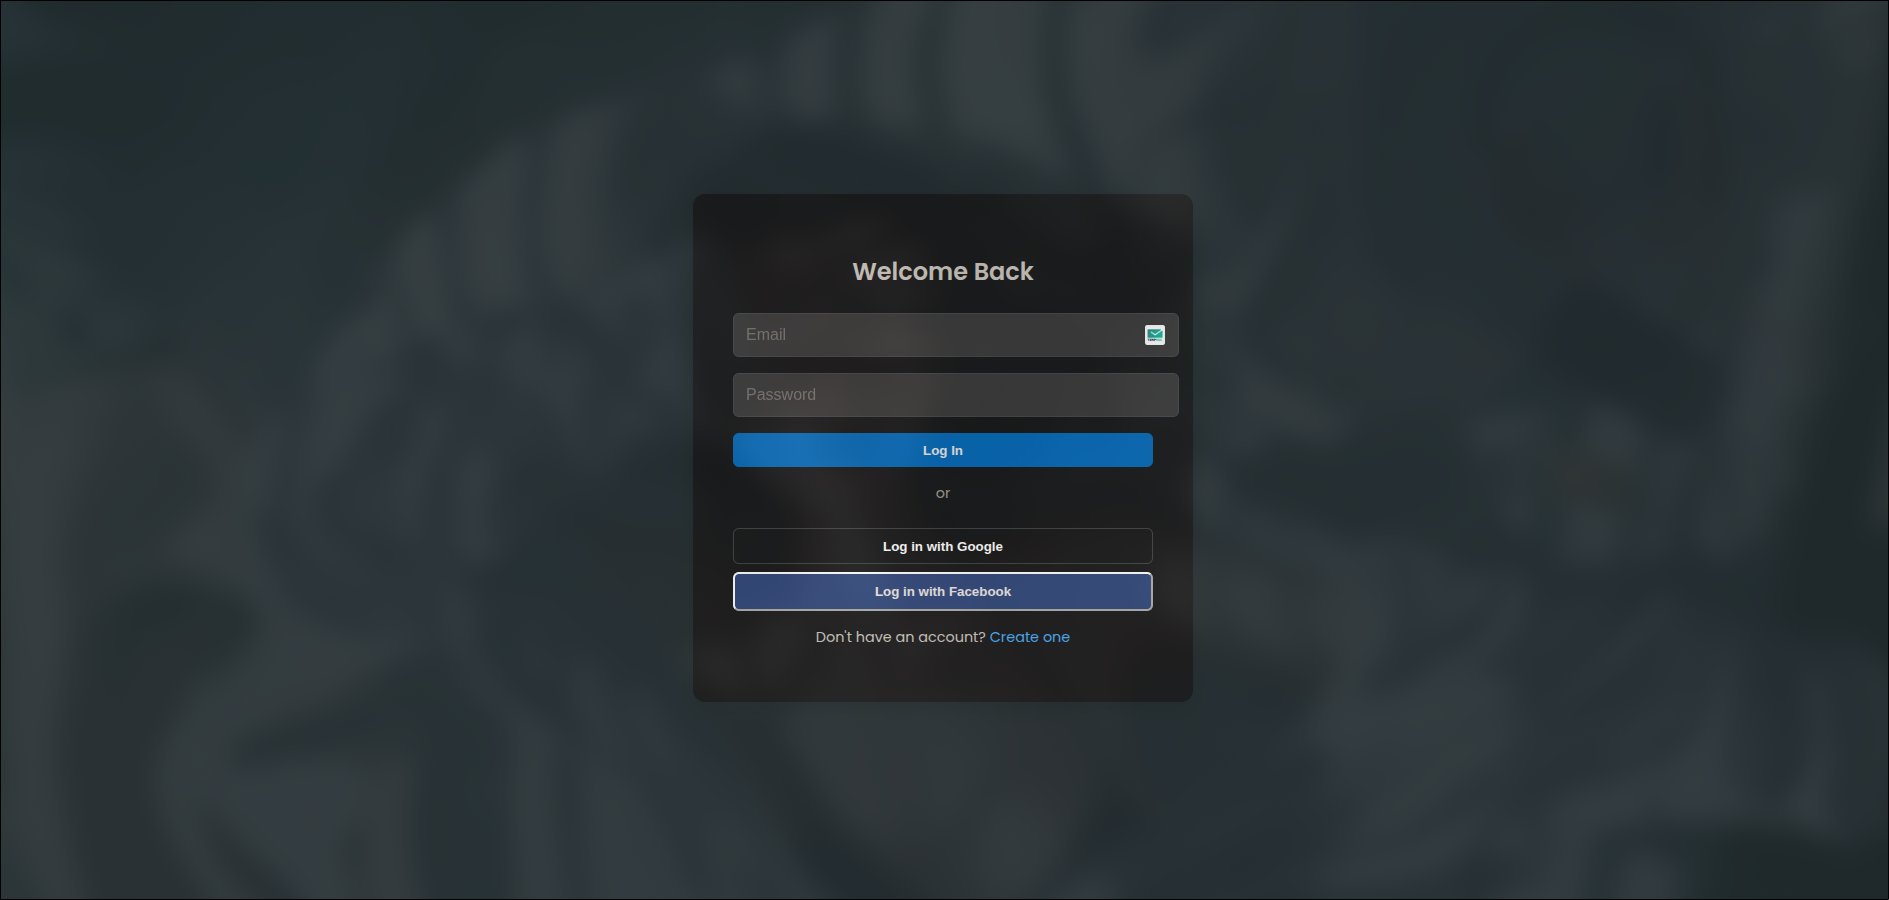 Welcome Back
Email
Password
Log In
or
Log in with Google
Log in with Facebook
Don't have an account? Create one